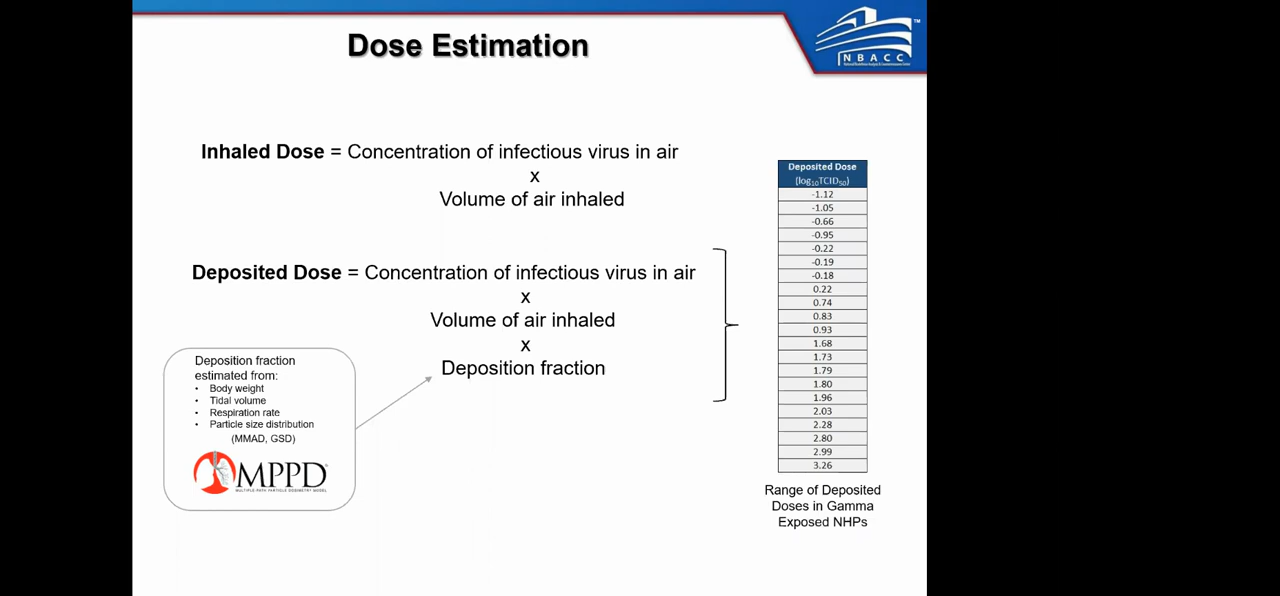 Dose Estimation
NBACC
TM
Inhaled Dose = Concentration of infectious virus in air
x
Volume of air inhaled
Deposited Dose = Concentration of infectious virus in air
x
Volume of air inhaled
x
Deposition fraction
Deposition fraction
estimated from:
• Body weight
• Tidal volume
• Respiration rate
• Particle size distribution
(MMAD, GSD)
MPPD
MULTIPLE-PATH PARTICLE DOSIMETRY MODEL
Deposited Dose
(log₁₀TCID₅₀)
-1.12
-1.05
-0.66
-0.95
-0.22
-0.19
-0.18
0.22
0.74
0.83
0.93
1.68
1.73
1.79
1.80
1.96
2.03
2.28
2.80
2.99
3.26
Range of Deposited
Doses in Gamma
Exposed NHPs